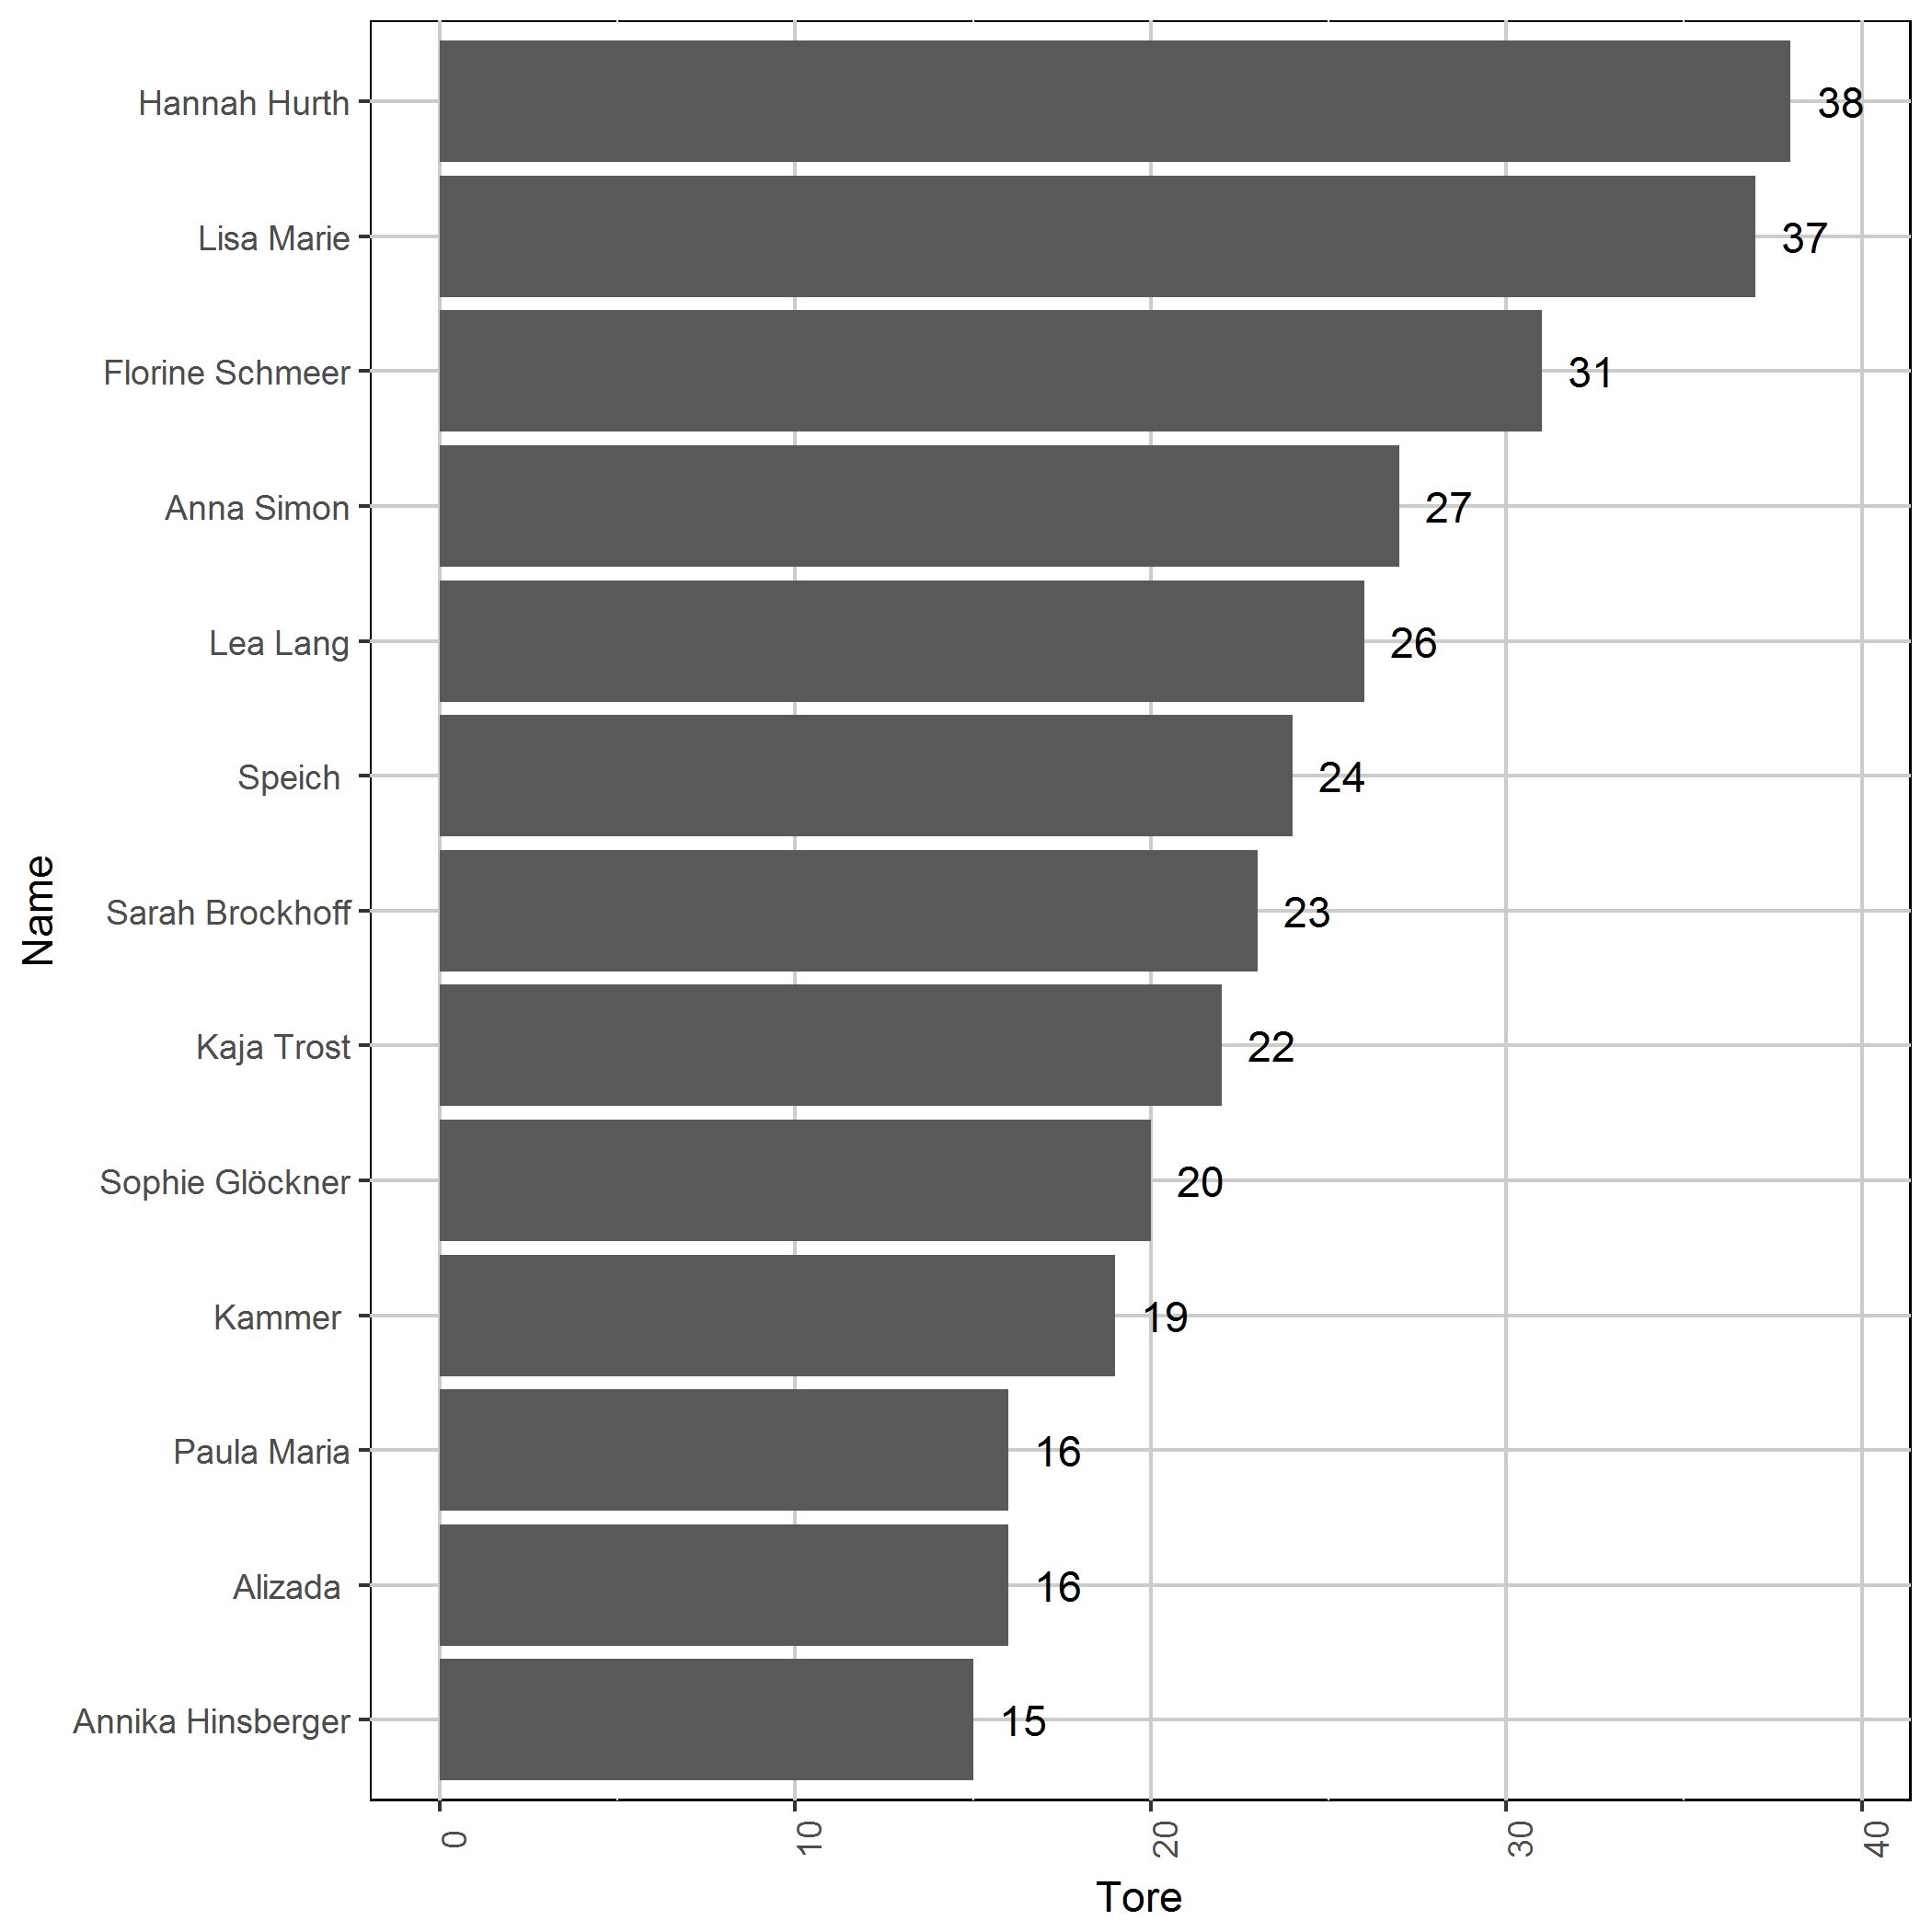 Hannah Hurth 38
Lisa Marie 37
Florine Schmeer 31
Anna Simon 27
Lea Lang 26
Speich 24
Sarah Brockhoff 23
Kaja Trost 22
Sophie Glöckner 20
Kammer 19
Paula Maria 16
Alizada 16
Annika Hinsberger 15
Name
0 10 20 30 40
Tore